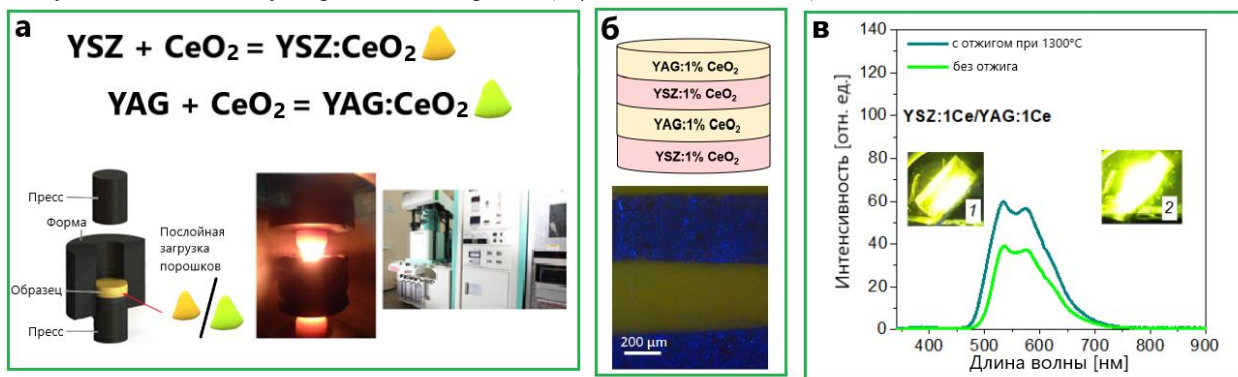 а
YSZ + CeO₂ = YSZ:CeO₂
YAG + CeO₂ = YAG:CeO₂
Пресс
Форма
Образец
Пресс
Послойная
загрузка
порошков
б
YAG:1% CeO₂
YSZ:1% CeO₂
YAG:1% CeO₂
YSZ:1% CeO₂
200 μm
в
140
120
100
80
60
40
20
0
Интенсивность [отн. ед.]
с отжигом при 1300°C
без отжига
YSZ:1Ce/YAG:1Ce
1
2
400 500 600 700 800 900
Длина волны [нм]